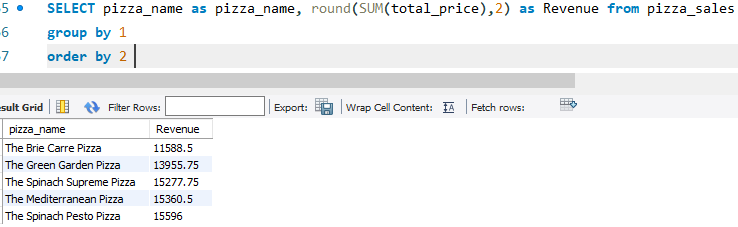 55 SELECT pizza_name as pizza_name, round(SUM(total_price),2) as Revenue from pizza_sales
56 group by 1
57 order by 2
esult Grid Filter Rows: Export: Wrap Cell Content: Fetch rows:
pizza_name Revenue
The Brie Carre Pizza 11588.5
The Green Garden Pizza 13955.75
The Spinach Supreme Pizza 15277.75
The Mediterranean Pizza 15360.5
The Spinach Pesto Pizza 15596